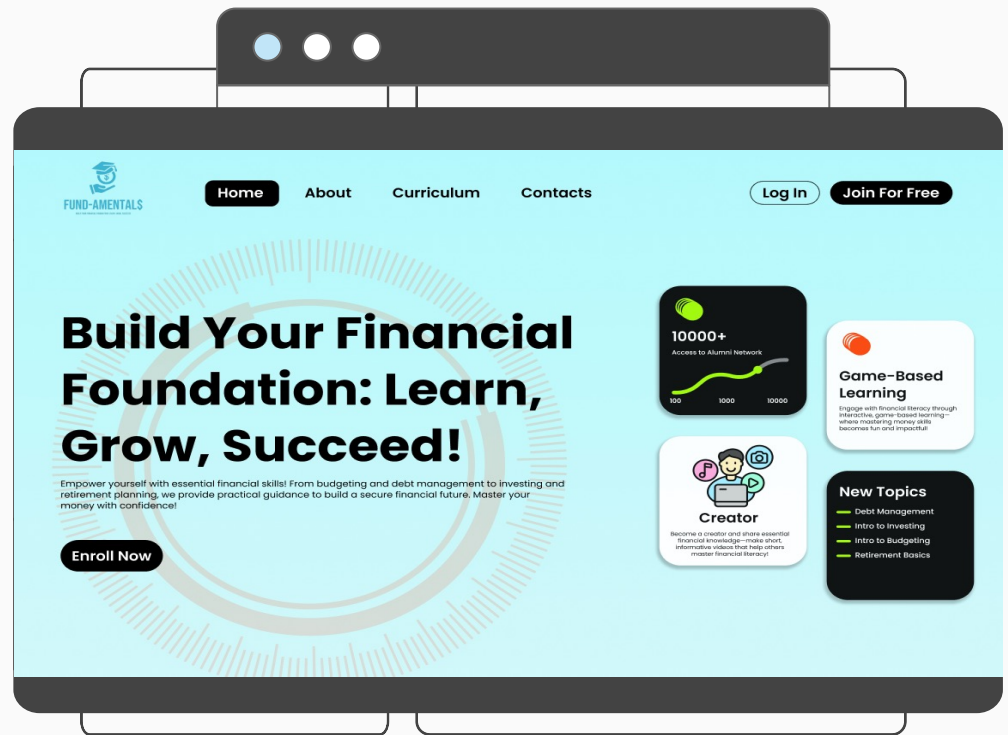 FUND-AMENTAL$
Home
About
Curriculum
Contacts
Log In
Join For Free
Build Your Financial
Foundation: Learn,
Grow, Succeed!
Empower yourself with essential financial skills! From budgeting and debt management to investing and
retirement planning, we provide practical guidance to build a secure financial future. Master your
money with confidence!
Enroll Now
10000+
Access to Alumni Network
100
1000
10000
Game-Based
Learning
Engage with financial literacy through
interactive, game-based learning—
where mastering money skills
becomes fun and impactful!
Creator
Become a creator and share essential
financial knowledge—make short,
informative videos that help others
master financial literacy!
New Topics
Debt Management
Intro to Investing
Intro to Budgeting
Retirement Basics